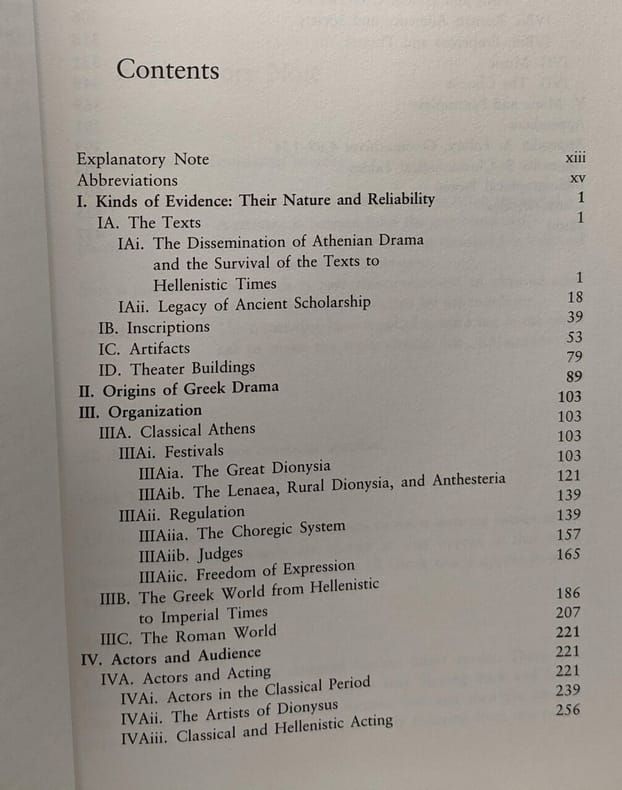 Contents
Explanatory Note xiii
Abbreviations xv
I. Kinds of Evidence: Their Nature and Reliability 1
IA. The Texts 1
IAi. The Dissemination of Athenian Drama
and the Survival of the Texts to
Hellenistic Times 1
IAii. Legacy of Ancient Scholarship 18
IB. Inscriptions 39
IC. Artifacts 53
ID. Theater Buildings 79
II. Origins of Greek Drama 89
III. Organization 103
IIIA. Classical Athens 103
IIIAi. Festivals 103
IIIAia. The Great Dionysia 103
IIIAib. The Lenaea, Rural Dionysia, and Anthesteria 121
IIIAii. Regulation 139
IIIAiia. The Choregic System 139
IIIAiib. Judges 157
IIIAiic. Freedom of Expression 165
IIIB. The Greek World from Hellenistic
to Imperial Times 186
IIIC. The Roman World 207
IV. Actors and Audience 221
IVA. Actors and Acting 221
IVAi. Actors in the Classical Period 221
IVAii. The Artists of Dionysus 239
IVAiii. Classical and Hellenistic Acting 256